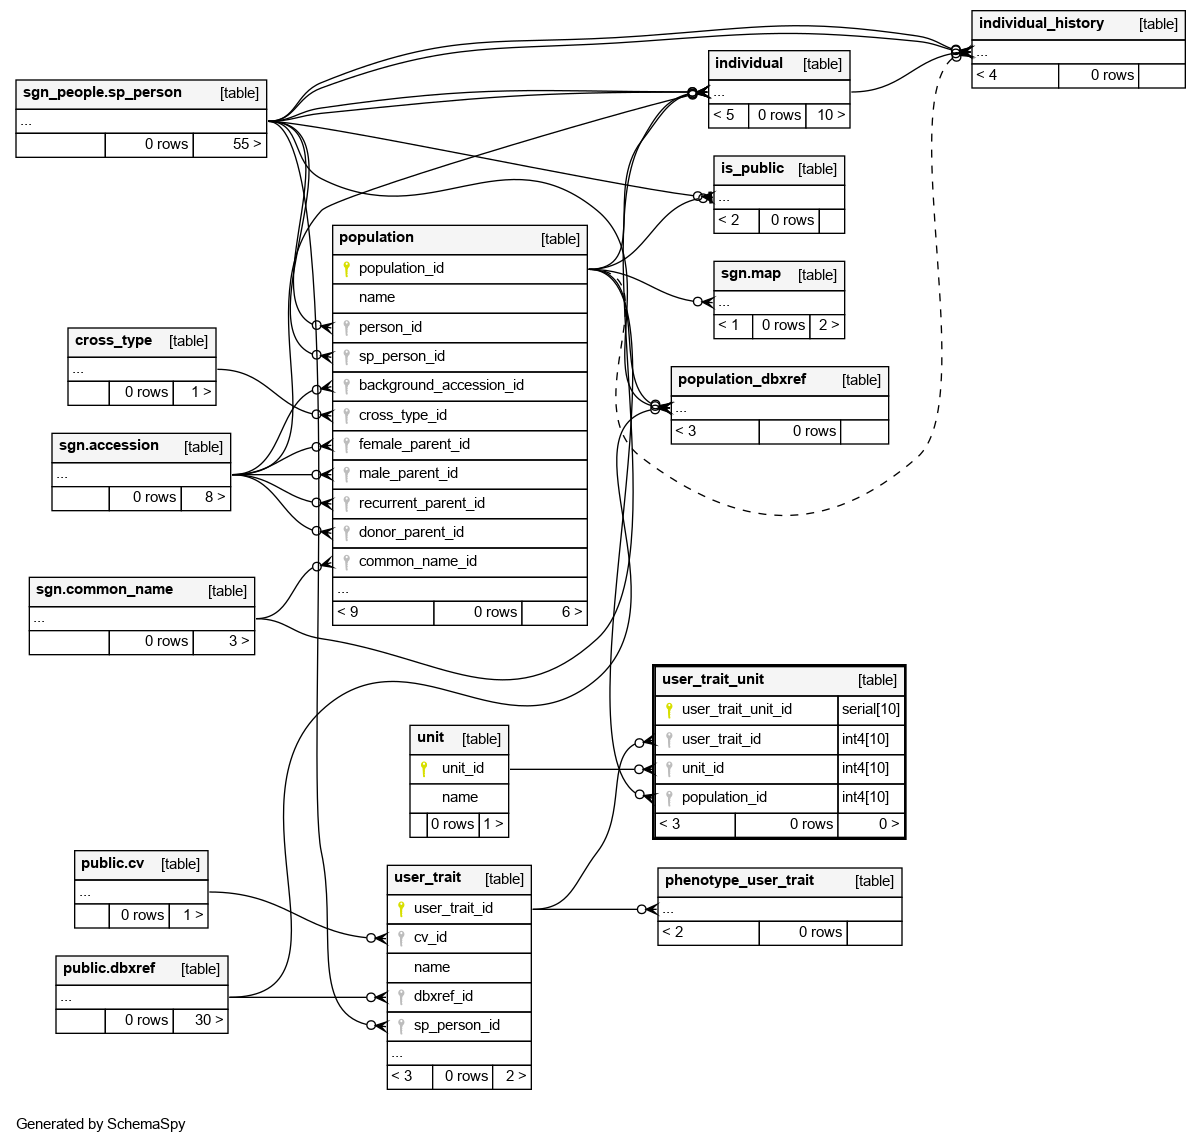 individual_history [table]
...
< 4 0 rows
individual [table]
...
< 5 0 rows 10 >
sgn_people.sp_person [table]
...
0 rows 55 >
is_public [table]
...
< 2 0 rows
population [table]
population_id
name
person_id
sp_person_id
background_accession_id
cross_type_id
female_parent_id
male_parent_id
recurrent_parent_id
donor_parent_id
common_name_id
...
< 9 0 rows 6 >
sgn.map [table]
...
< 1 0 rows 2 >
cross_type [table]
...
0 rows 1 >
population_dbxref [table]
...
< 3 0 rows
sgn.accession [table]
...
0 rows 8 >
sgn.common_name [table]
...
0 rows 3 >
user_trait_unit [table]
user_trait_unit_id serial[10]
user_trait_id int4[10]
unit_id int4[10]
population_id int4[10]
< 3 0 rows 0 >
unit [table]
unit_id
name
0 rows 1 >
public.cv [table]
...
0 rows 1 >
user_trait [table]
user_trait_id
cv_id
name
dbxref_id
sp_person_id
...
< 3 0 rows 2 >
phenotype_user_trait [table]
...
< 2 0 rows
public.dbxref [table]
...
0 rows 30 >
Generated by SchemaSpy